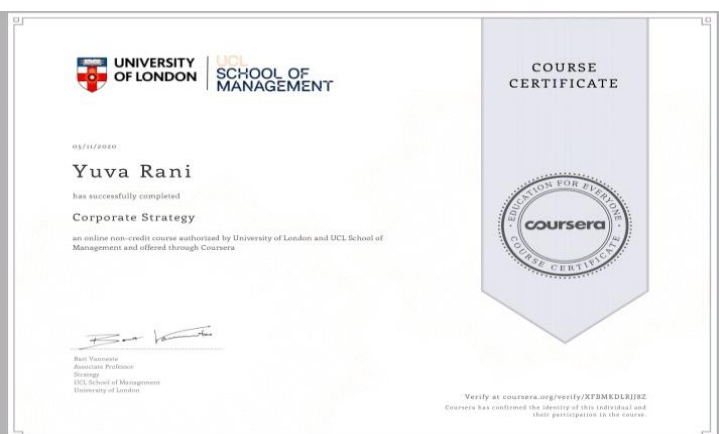 UNIVERSITY
OF LONDON
UCL
SCHOOL OF
MANAGEMENT
COURSE
CERTIFICATE
05/11/2020
Yuva Rani
has successfully completed
Corporate Strategy
an online non-credit course authorized by University of London and UCL School of
Management and offered through Coursera
EDUCATION FOR EVERYONE
coursera
COURSE CERTIFICATE
Bart Vanneste
Associate Professor
Strategy
UCL School of Management
University of London
Verify at coursera.org/verify/XFBMKDLRJJ8Z
Coursera has confirmed the identity of this individual and
their participation in the course.